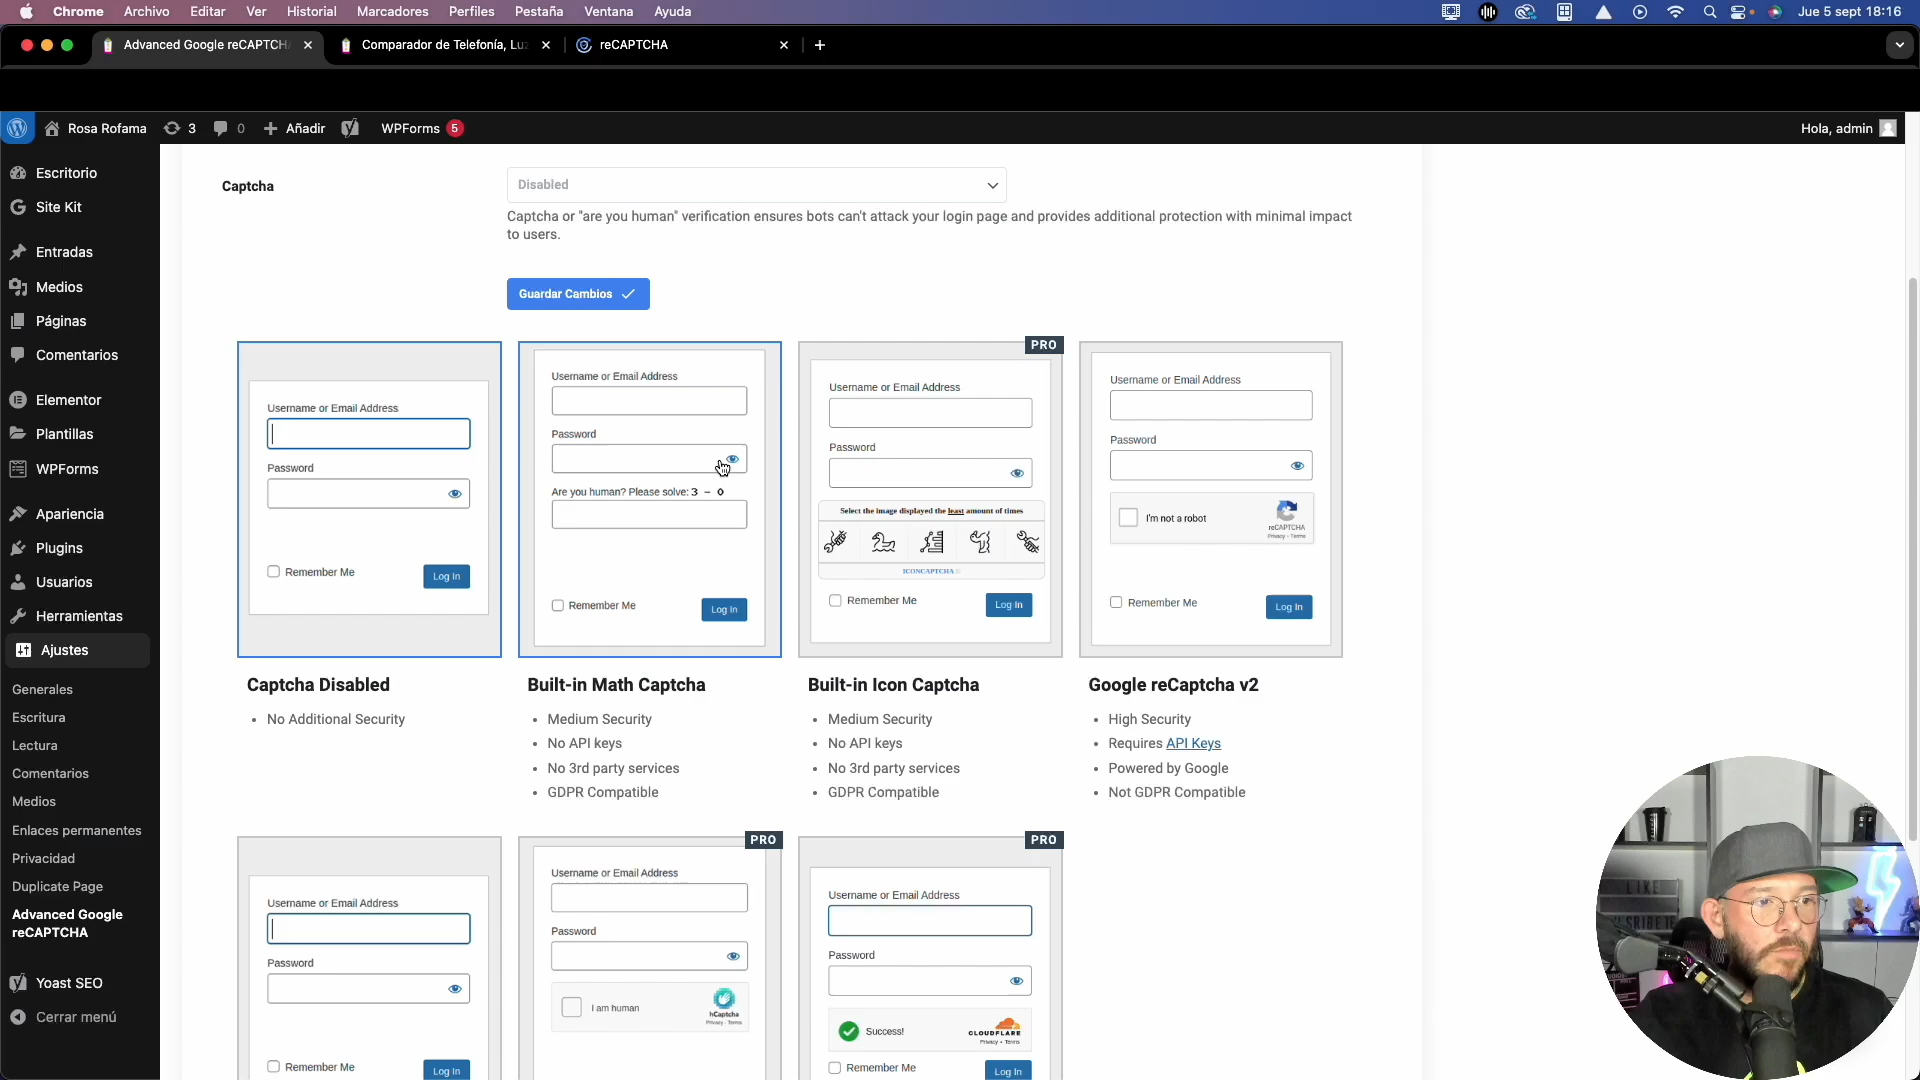 Chrome Archivo Editar Ver Historial Marcadores Perfiles Pestaña Ventana Ayuda Jue 5 sept 18:16
Advanced Google reCAPTCH
Comparador de Telefonía, Lu
reCAPTCHA
Rosa Rofama 3 0 Añadir WPForms 5 Hola, admin
Escritorio
Site Kit
Entradas
Medios
Páginas
Comentarios
Elementor
Plantillas
WPForms
Apariencia
Plugins
Usuarios
Herramientas
Ajustes
Generales
Escritura
Lectura
Comentarios
Medios
Enlaces permanentes
Privacidad
Duplicate Page
Advanced Google
reCAPTCHA
Yoast SEO
Cerrar menú
Captcha
Disabled
Captcha or "are you human" verification ensures bots can't attack your login page and provides additional protection with minimal impact
to users.
Guardar Cambios
Username or Email Address
Password
Remember Me
Log In
Captcha Disabled
No Additional Security
Username or Email Address
Password
Are you human? Please solve: 3 - 0
Remember Me
Log In
Built-in Math Captcha
Medium Security
No API keys
No 3rd party services
GDPR Compatible
PRO
Username or Email Address
Password
Select the image displayed the least amount of times
ICONCAPTCHA
Remember Me
Log In
Built-in Icon Captcha
Medium Security
No API keys
No 3rd party services
GDPR Compatible
Username or Email Address
Password
I'm not a robot
reCAPTCHA
Privacy - Terms
Remember Me
Log In
Google reCaptcha v2
High Security
Requires API Keys
Powered by Google
Not GDPR Compatible
Username or Email Address
Password
Remember Me
Log In
PRO
Username or Email Address
Password
I am human
hCaptcha
Privacy - Terms
PRO
Username or Email Address
Password
Success!
CLOUDFLARE
Privacy • Terms
Remember Me
Log In
LIKE